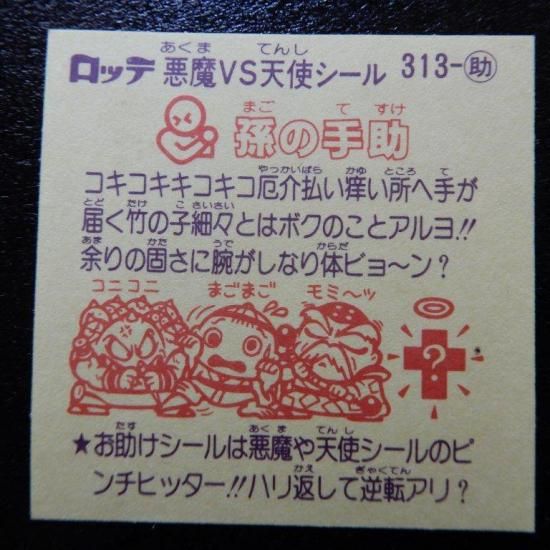 ロッテ 悪魔VS天使シール 313-助
あくま てんし
孫の手助
まご て すけ
コキコキキコキコ厄介払い痒い所へ手が
やっかいばら かゆ ところ て
届く竹の子細々とはボクのことアルヨ!!
とど たけ こ さいさい
余りの固さに腕がしなり体ビョ〜ン?
あま かた うで からだ
コニコニ まごまご モミ〜ッ
?
★お助けシールは悪魔や天使シールのピ
たす あくま てんし
ンチヒッター!!ハリ返して逆転アリ?
かえ ぎゃくてん